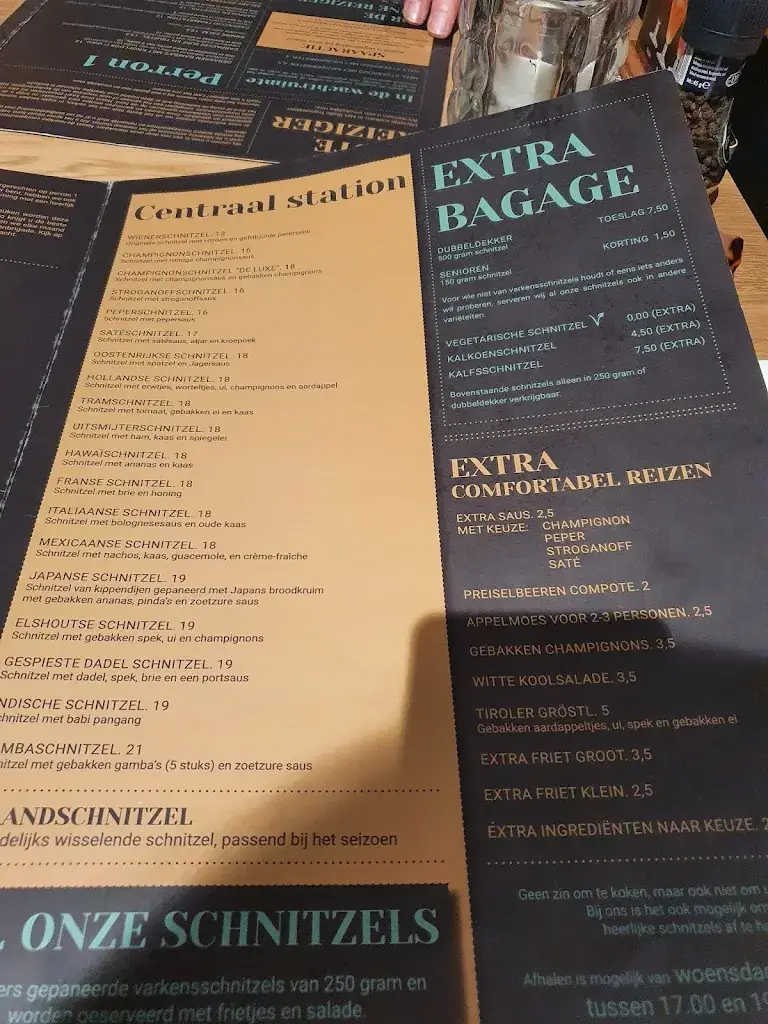 Perron 1
In de wachtruimte
SPAARACTIE
REIZIGER
Centraal station
WIENERSCHNITZEL. 13
Originele schnitzel met citroen en gefrituurde peterselie
CHAMPIGNONSCHNITZEL. 16
Schnitzel met romige champignonsaus
CHAMPIGNONSCHNITZEL "DE LUXE". 18
Schnitzel met champignonsaus en gebakken champignons
STROGANOFFSCHNITZEL. 16
Schnitzel met stroganoffsaus
PEPERSCHNITZEL. 16
Schnitzel met pepersaus
SATÉSCHNITZEL. 17
Schnitzel met satésaus, atjar en kroepoek
OOSTENRIJKSE SCHNITZEL. 18
Schnitzel met spätzel en Jagersaus
HOLLANDSE SCHNITZEL. 18
Schnitzel met erwtjes, worteltjes, ui, champignons en aardappel
TRAMSCHNITZEL. 18
Schnitzel met tomaat, gebakken ei en kaas
UITSMIJTERSCHNITZEL. 18
Schnitzel met ham, kaas en spiegelei
HAWAÏSCHNITZEL. 18
Schnitzel met ananas en kaas
FRANSE SCHNITZEL. 18
Schnitzel met brie en honing
ITALIAANSE SCHNITZEL. 18
Schnitzel met bolognesesaus en oude kaas
MEXICAANSE SCHNITZEL. 18
Schnitzel met nachos, kaas, guacemole, en crème-fraîche
JAPANSE SCHNITZEL. 19
Schnitzel van kippendijen gepaneerd met Japans broodkruim
met gebakken ananas, pinda's en zoetzure saus
ELSHOUTSE SCHNITZEL. 19
Schnitzel met gebakken spek, ui en champignons
GESPIESTE DADEL SCHNITZEL. 19
Schnitzel met dadel, spek, brie en een portsaus
NDISCHE SCHNITZEL. 19
chnitzel met babi pangang
MBASCHNITZEL. 21
nitzel met gebakken gamba's (5 stuks) en zoetzure saus
ANDSCHNITZEL
delijks wisselende schnitzel, passend bij het seizoen
L ONZE SCHNITZELS
ers gepaneerde varkensschnitzels van 250 gram en
worden geserveerd met frietjes en salade.
EXTRA
BAGAGE
DUBBELDEKKER TOESLAG 7,50
500 gram schnitzel
SENIOREN KORTING 1,50
150 gram schnitzel
Voor wie niet van varkensschnitzels houdt of eens iets anders
wil proberen, serveren wij al onze schnitzels ook in andere
variëteiten.
VEGETARISCHE SCHNITZEL 0,00 (EXTRA)
KALKOENSCHNITZEL 4,50 (EXTRA)
KALFSSCHNITZEL 7,50 (EXTRA)
Bovenstaande schnitzels alleen in 250 gram of
dubbeldekker verkrijgbaar.
EXTRA
COMFORTABEL REIZEN
EXTRA SAUS. 2,5
MET KEUZE: CHAMPIGNON
PEPER
STROGANOFF
SATÉ
PREISELBEEREN COMPOTE. 2
APPELMOES VOOR 2-3 PERSONEN. 2,5
GEBAKKEN CHAMPIGNONS. 3,5
WITTE KOOLSALADE. 3,5
TIROLER GRÖSTL. 5
Gebakken aardappeltjes, ui, spek en gebakken ei
EXTRA FRIET GROOT. 3,5
EXTRA FRIET KLEIN. 2,5
ÉXTRA INGREDIËNTEN NAAR KEUZE. 2
Geen zin om te koken, maar ook niet om u
Bij ons is het ook mogelijk om
heerlijke schnitzels af te ha
Afhalen is mogelijk van woensda
tussen 17.00 en 19